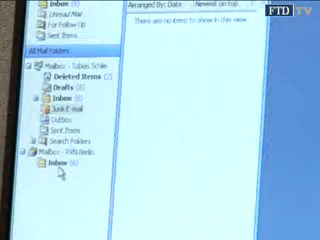 Inbox (8)
Unread Mail
For Follow Up
Sent Items
All Mail Folders
Mailbox - Tobias Schile
Deleted Items (2)
Drafts (8)
Inbox (8)
Junk E-mail
Outbox
Sent Items
Search Folders
Mailbox - Berlin
Inbox (6)
Arranged By: Date
Newest on top
There are no items to show in this view.
FTD TV